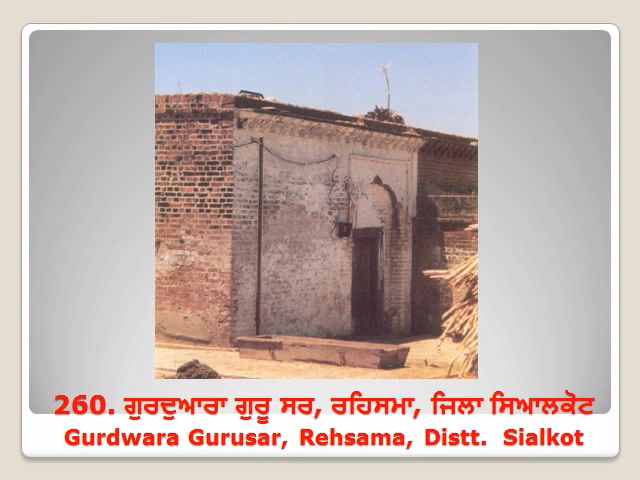 260. ਗੁਰਦੁਆਰਾ ਗੁਰੂ ਸਰ, ਰਹਿਸਮਾ, ਜਿਲਾ ਸਿਆਲਕੋਟ
Gurdwara Gurusar, Rehsama, Distt. Sialkot